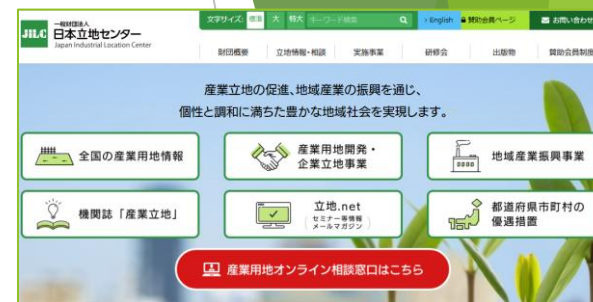 一般財団法人
JILC 日本立地センター
Japan Industrial Location Center
文字サイズ: 標準 大 特大 キーワード検索 English 賛助会員ページ お問い合わせ
財団概要 立地情報・相談 実施事業 研修会 出版物 賛助会員制度
産業立地の促進、地域産業の振興を通じ、
個性と調和に満ちた豊かな地域社会を実現します。
全国の産業用地情報
産業用地開発・
企業立地事業
地域産業振興事業
機関誌「産業立地」
立地.net
セミナー等情報
メールマガジン
都道府県市町村の
優遇措置
産業用地オンライン相談窓口はこちら